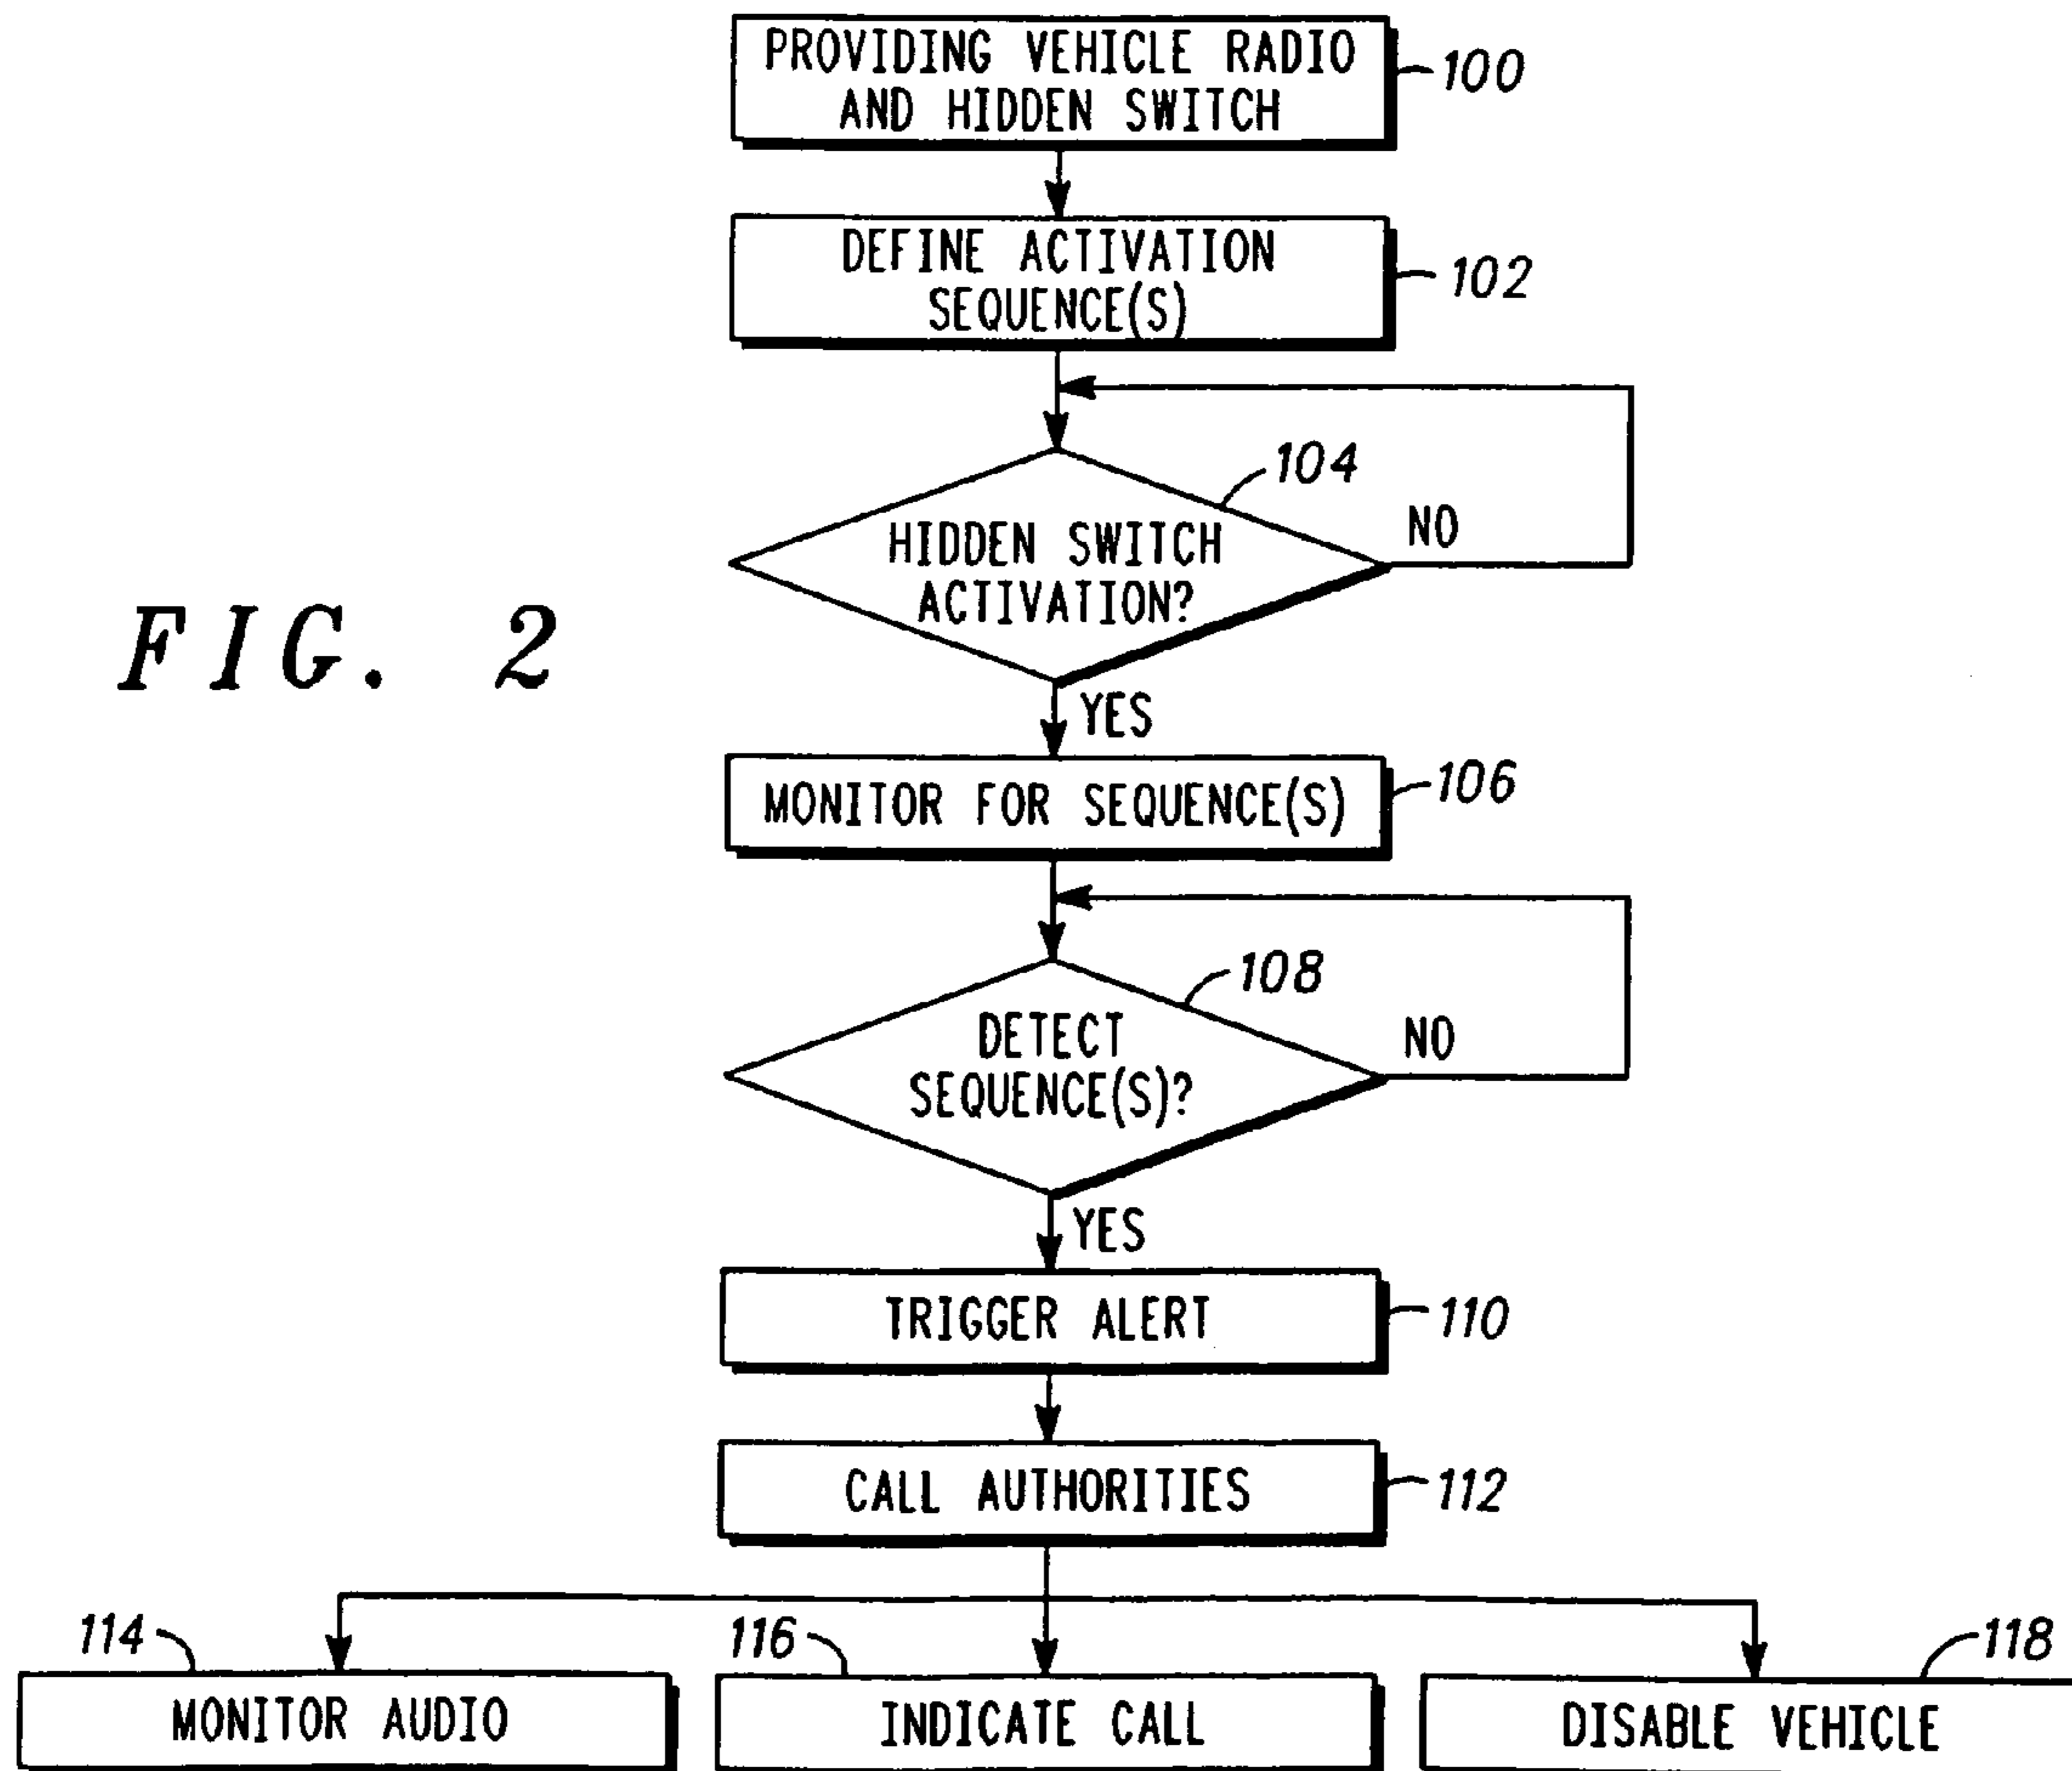 PROVIDING VEHICLE RADIO
AND HIDDEN SWITCH
100
DEFINE ACTIVATION
SEQUENCE(S)
102
104
HIDDEN SWITCH
ACTIVATION?
NO
FIG. 2
YES
MONITOR FOR SEQUENCE(S)
106
108
DETECT
SEQUENCE(S)?
NO
YES
TRIGGER ALERT
110
CALL AUTHORITIES
112
114
MONITOR AUDIO
116
INDICATE CALL
118
DISABLE VEHICLE